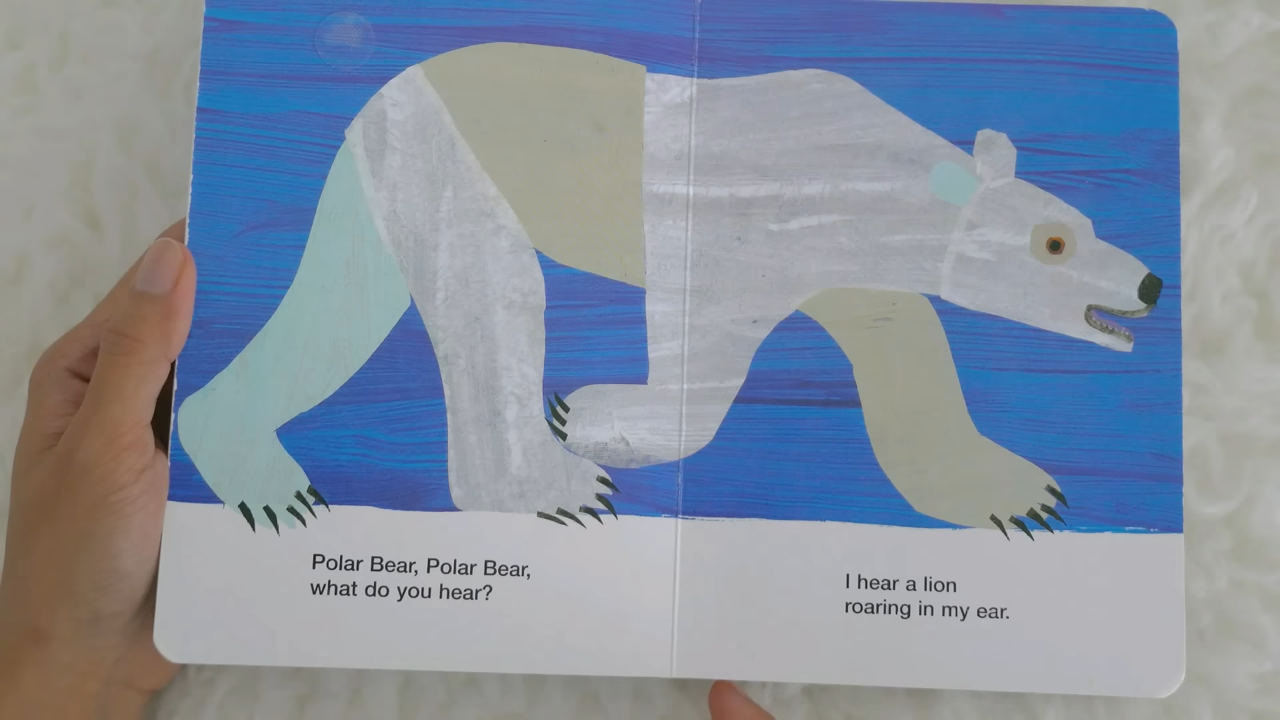 Polar Bear, Polar Bear,
what do you hear?
I hear a lion
roaring in my ear.